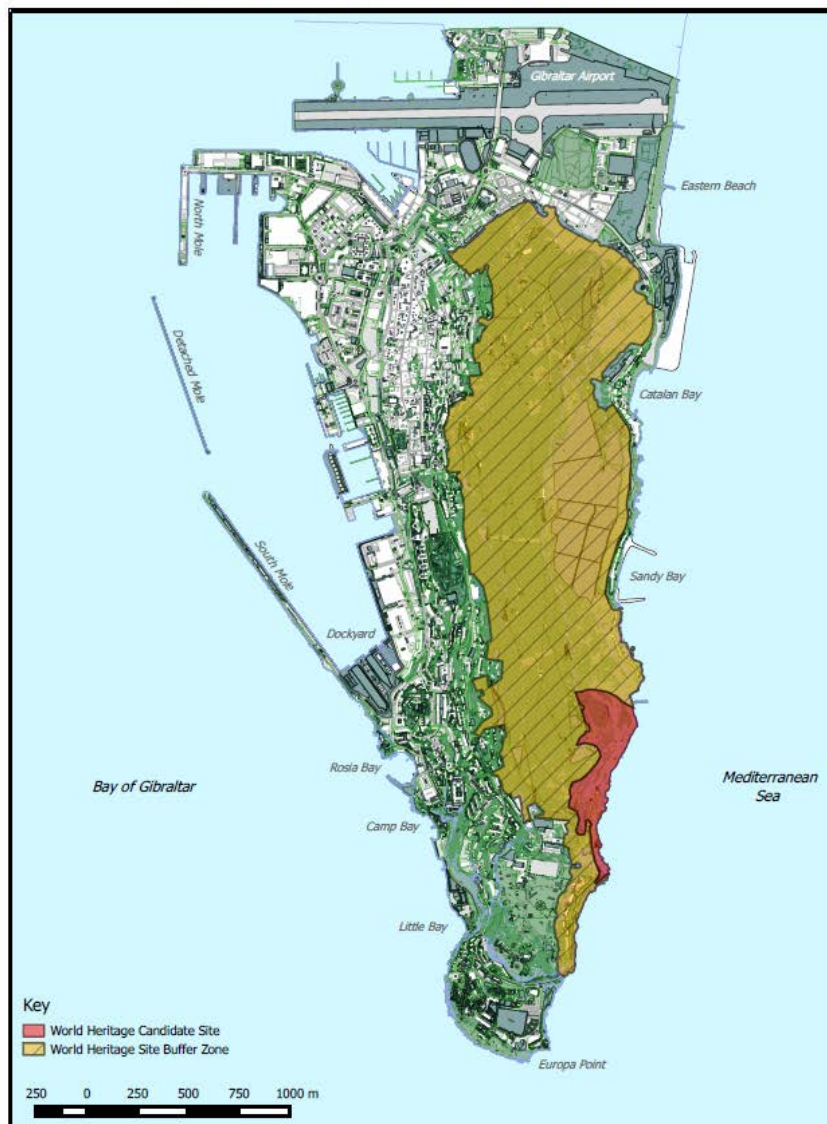 Gibraltar Airport
Eastern Beach
North Mole
Detached Mole
Catalan Bay
South Mole
Sandy Bay
Dockyard
Rosia Bay
Bay of Gibraltar
Mediterranean
Sea
Camp Bay
Little Bay
Key
World Heritage Candidate Site
World Heritage Site Buffer Zone
Europa Point
250 0 250 500 750 1000 m